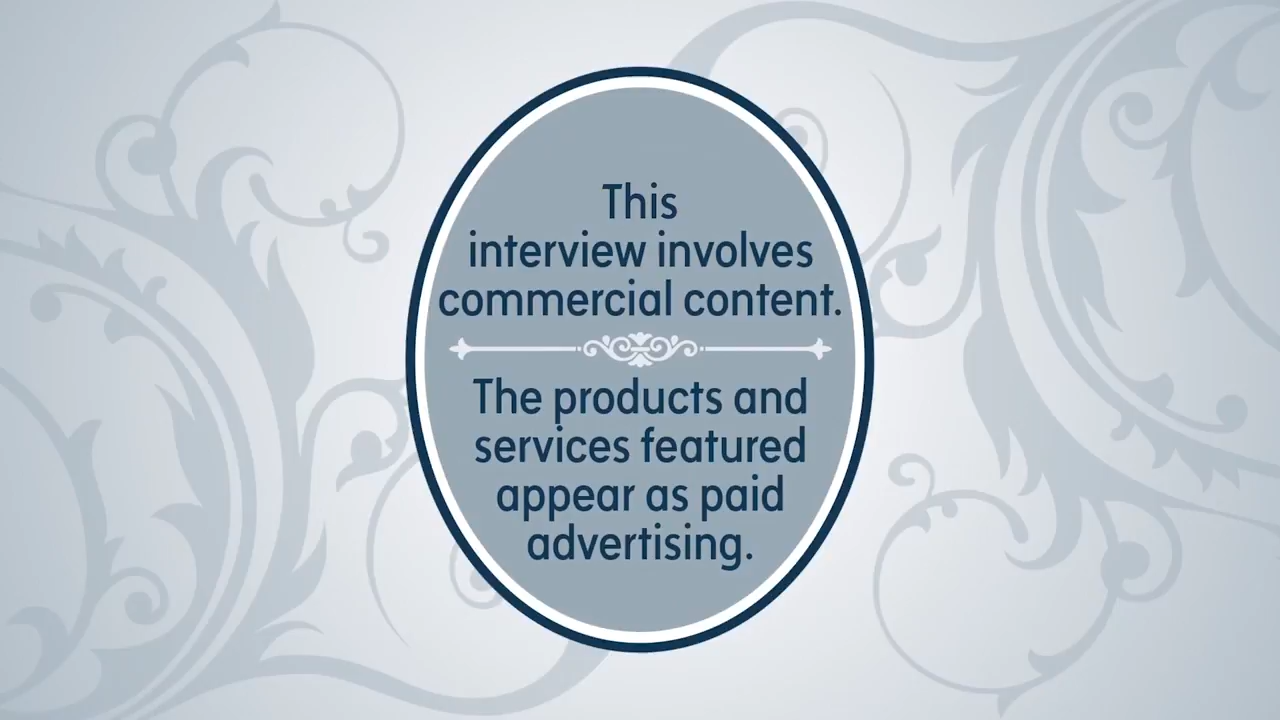 This
interview involves
commercial content.
The products and
services featured
appear as paid
advertising.